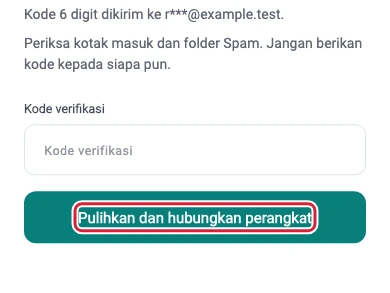 Kode 6 digit dikirim ke r***@example.test.
Periksa kotak masuk dan folder Spam. Jangan berikan
kode kepada siapa pun.
Kode verifikasi
Kode verifikasi
Pulihkan dan hubungkan perangkat